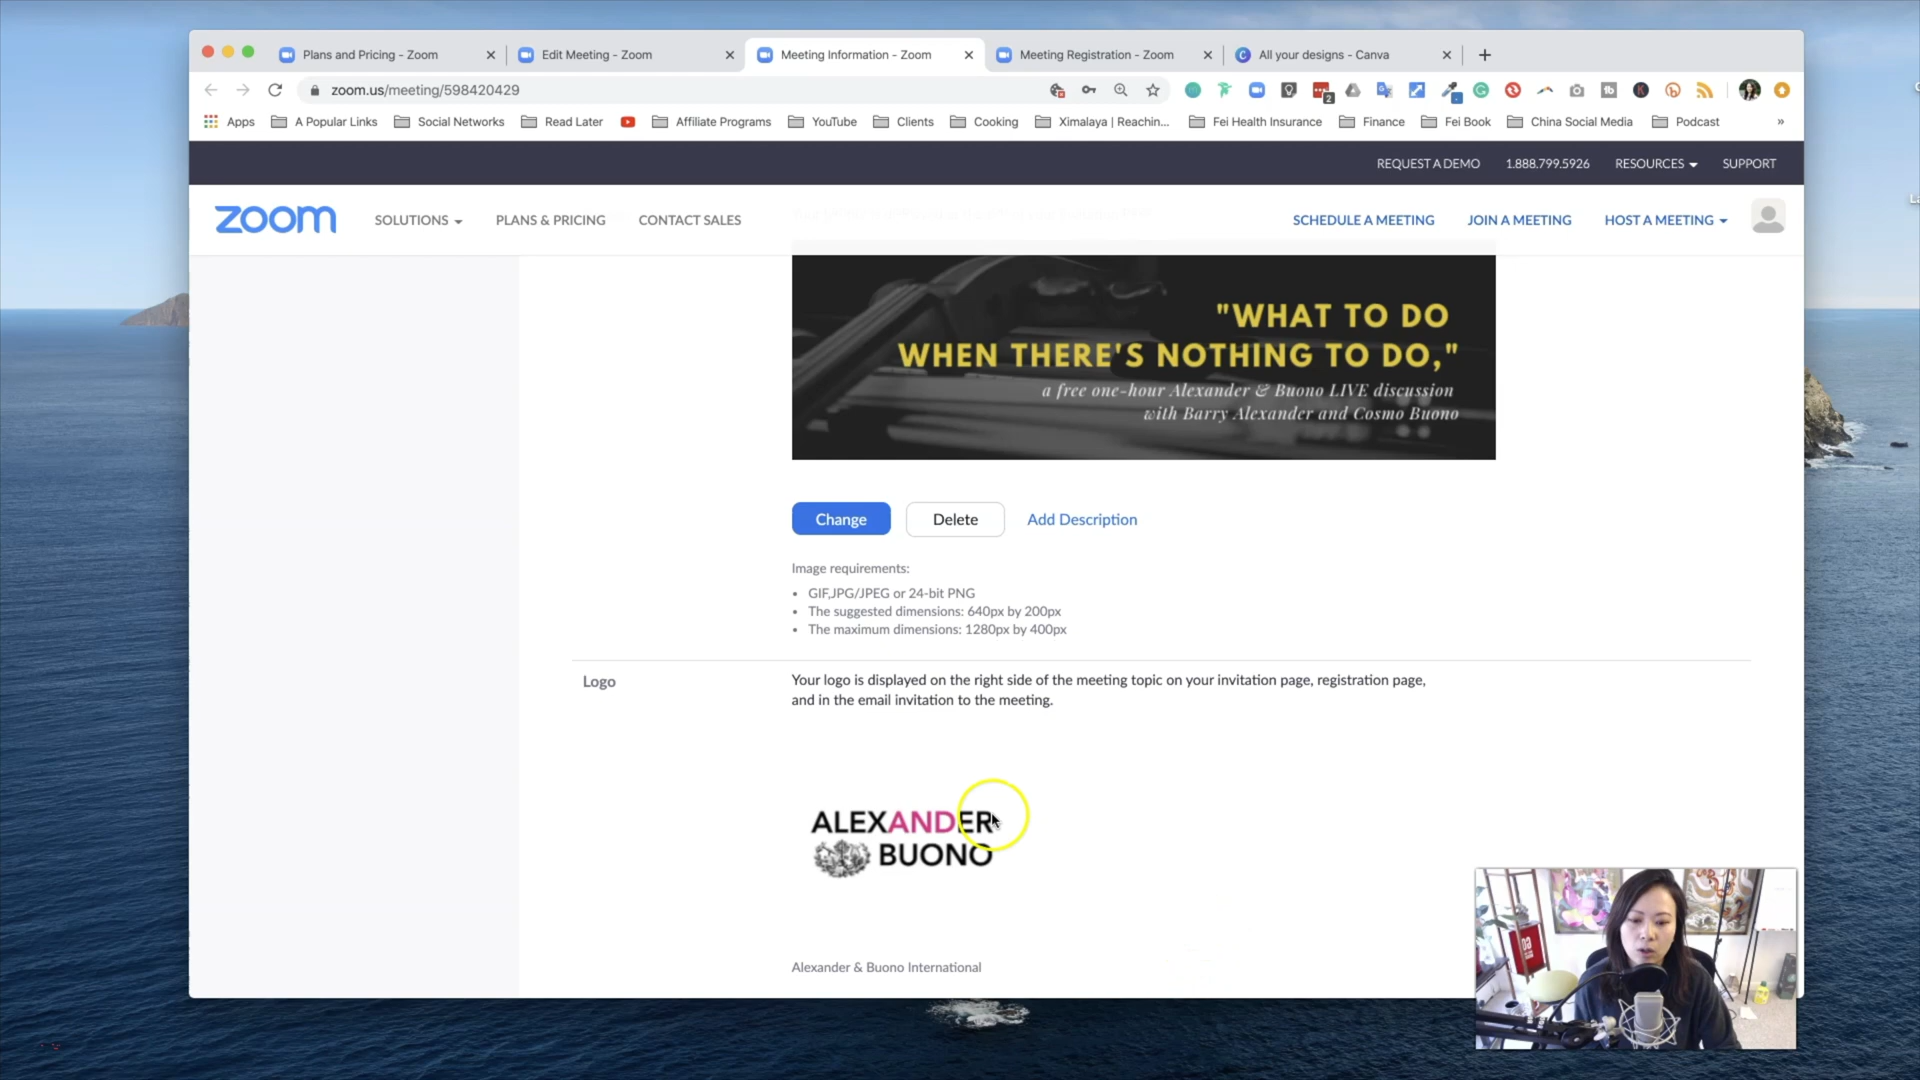 Plans and Pricing - Zoom
Edit Meeting - Zoom
Meeting Information - Zoom
Meeting Registration - Zoom
All your designs - Canva
zoom.us/meeting/598420429
Apps
A Popular Links
Social Networks
Read Later
Affiliate Programs
YouTube
Clients
Cooking
Ximalaya | Reachin...
Fei Health Insurance
Finance
Fei Book
China Social Media
Podcast
»
REQUEST A DEMO
1.888.799.5926
RESOURCES
SUPPORT
zoom
SOLUTIONS
PLANS & PRICING
CONTACT SALES
SCHEDULE A MEETING
JOIN A MEETING
HOST A MEETING
"WHAT TO DO
WHEN THERE'S NOTHING TO DO,"
a free one-hour Alexander & Buono LIVE discussion
with Barry Alexander and Cosmo Buono
Change
Delete
Add Description
Image requirements:
• GIF,JPG/JPEG or 24-bit PNG
• The suggested dimensions: 640px by 200px
• The maximum dimensions: 1280px by 400px
Logo
Your logo is displayed on the right side of the meeting topic on your invitation page, registration page,
and in the email invitation to the meeting.
ALEXANDER
BUONO
Alexander & Buono International